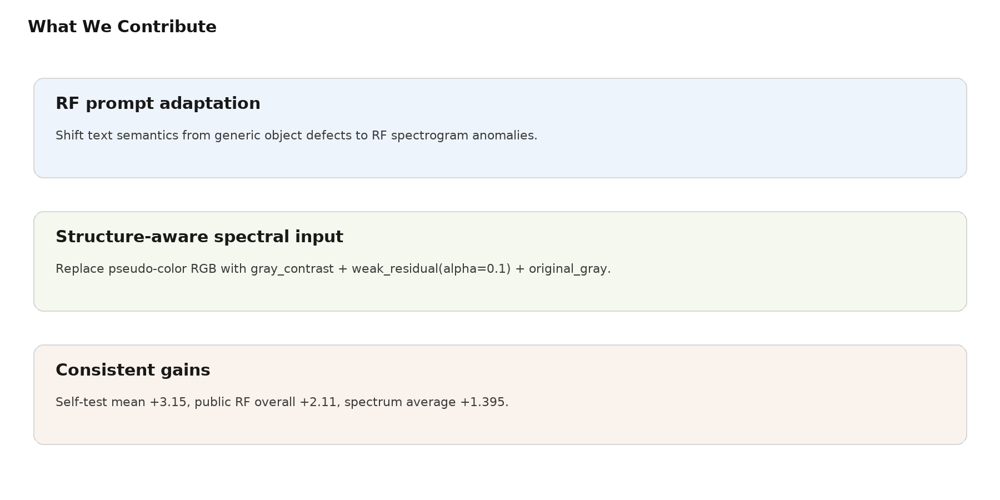 What We Contribute
RF prompt adaptation
Shift text semantics from generic object defects to RF spectrogram anomalies.
Structure-aware spectral input
Replace pseudo-color RGB with gray_contrast + weak_residual(alpha=0.1) + original_gray.
Consistent gains
Self-test mean +3.15, public RF overall +2.11, spectrum average +1.395.